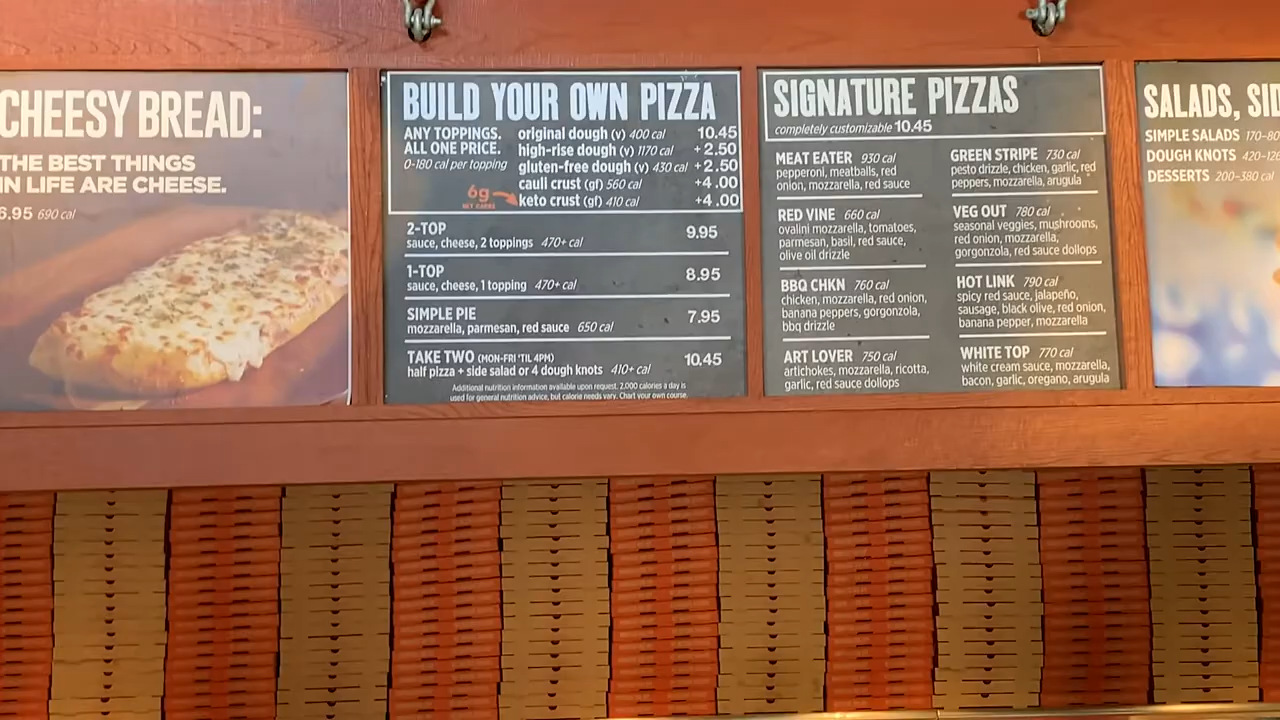 CHEESY BREAD:
THE BEST THINGS
IN LIFE ARE CHEESE.
6.95 690 cal
BUILD YOUR OWN PIZZA
ANY TOPPINGS.
ALL ONE PRICE.
0-180 cal per topping
original dough (v) 400 cal 10.45
high-rise dough (v) 1170 cal +2.50
gluten-free dough (v) 430 cal +2.50
cauli crust (gf) 560 cal +4.00
6g
NET CARBS
keto crust (gf) 410 cal +4.00
2-TOP 9.95
sauce, cheese, 2 toppings 470+ cal
1-TOP 8.95
sauce, cheese, 1 topping 470+ cal
SIMPLE PIE 7.95
mozzarella, parmesan, red sauce 650 cal
TAKE TWO (MON-FRI 'TIL 4PM) 10.45
half pizza + side salad or 4 dough knots 410+ cal
Additional nutrition information available upon request. 2,000 calories a day is
used for general nutrition advice, but calorie needs vary. Chart your own course.
SIGNATURE PIZZAS
completely customizable 10.45
MEAT EATER 930 cal
pepperoni, meatballs, red
onion, mozzarella, red sauce
RED VINE 660 cal
ovalini mozzarella, tomatoes,
parmesan, basil, red sauce,
olive oil drizzle
BBQ CHKN 760 cal
chicken, mozzarella, red onion,
banana peppers, gorgonzola,
bbq drizzle
ART LOVER 750 cal
artichokes, mozzarella, ricotta,
garlic, red sauce dollops
GREEN STRIPE 730 cal
pesto drizzle, chicken, garlic, red
peppers, mozzarella, arugula
VEG OUT 780 cal
seasonal veggies, mushrooms,
red onion, mozzarella,
gorgonzola, red sauce dollops
HOT LINK 790 cal
spicy red sauce, jalapeño,
sausage, black olive, red onion,
banana pepper, mozzarella
WHITE TOP 770 cal
white cream sauce, mozzarella,
bacon, garlic, oregano, arugula
SALADS, SID
SIMPLE SALADS 170-80
DOUGH KNOTS 420-126
DESSERTS 200-380 cal